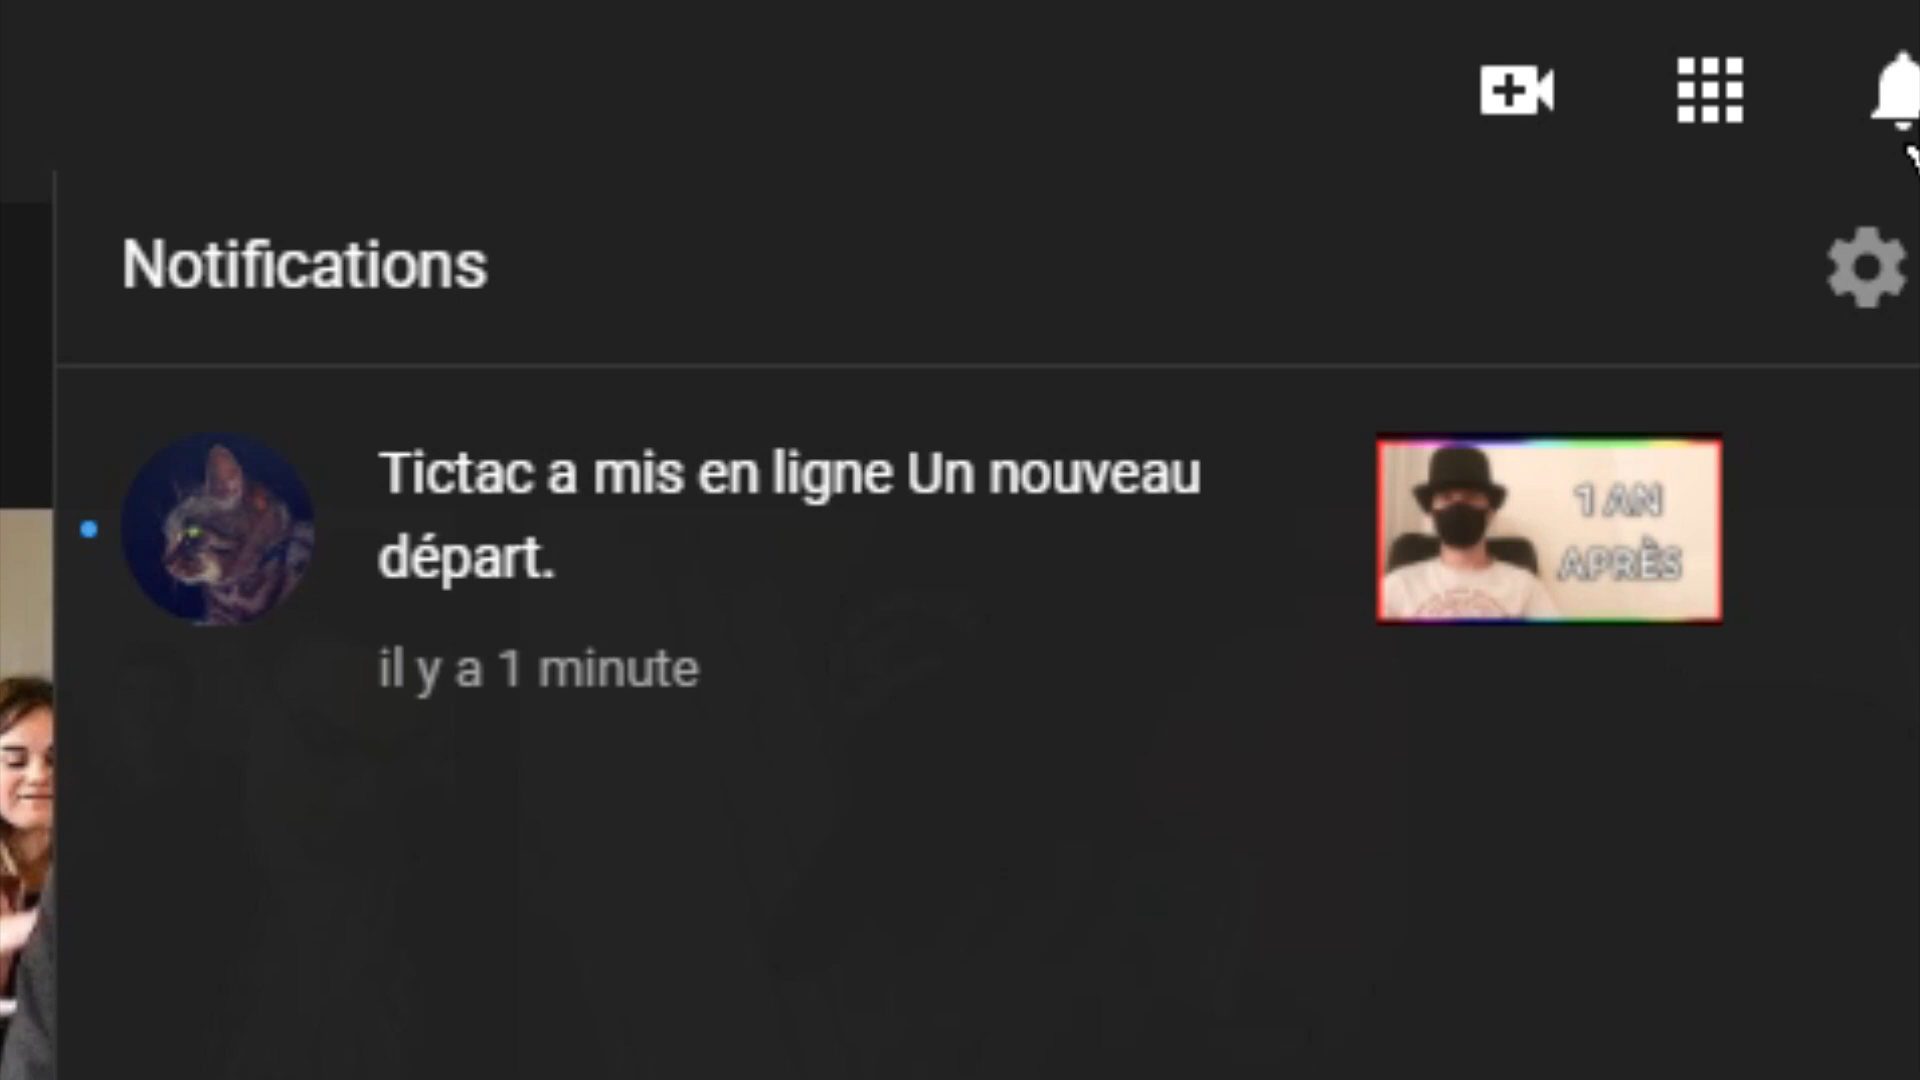 Notifications
Tictac a mis en ligne Un nouveau
départ.
il y a 1 minute
1 AN
APRÈS